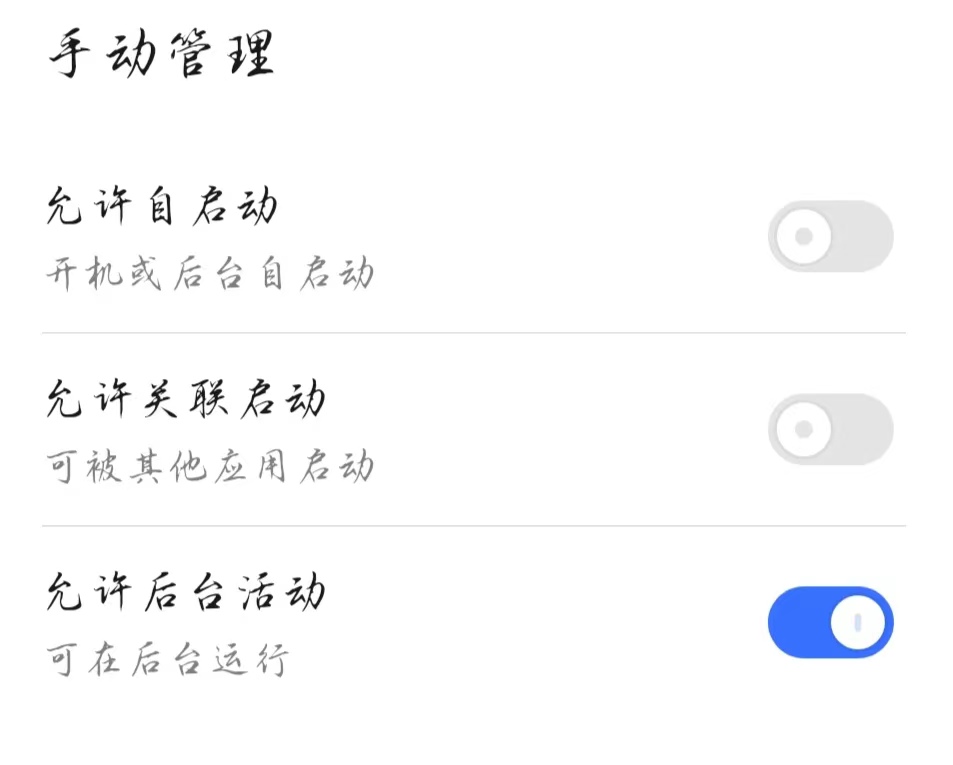 手动管理
允许自启动
开机或后台自启动
允许关联启动
可被其他应用启动
允许后台活动
可在后台运行